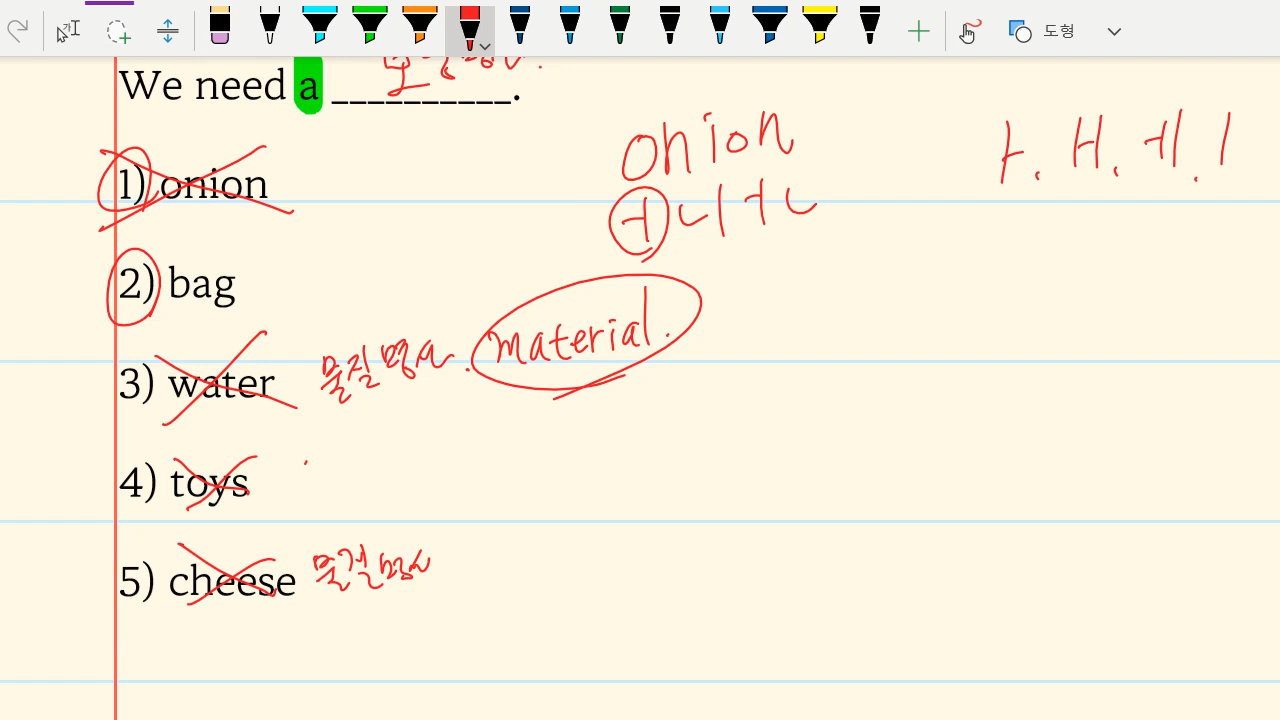 도형
We need a __________.
onion
ㅏ. ㅐ. ㅔ. ㅣ
1) onion
ㅓ니ㅓㄴ
2) bag
material.
3) water 물질명사.
4) toys
5) cheese 물질명사